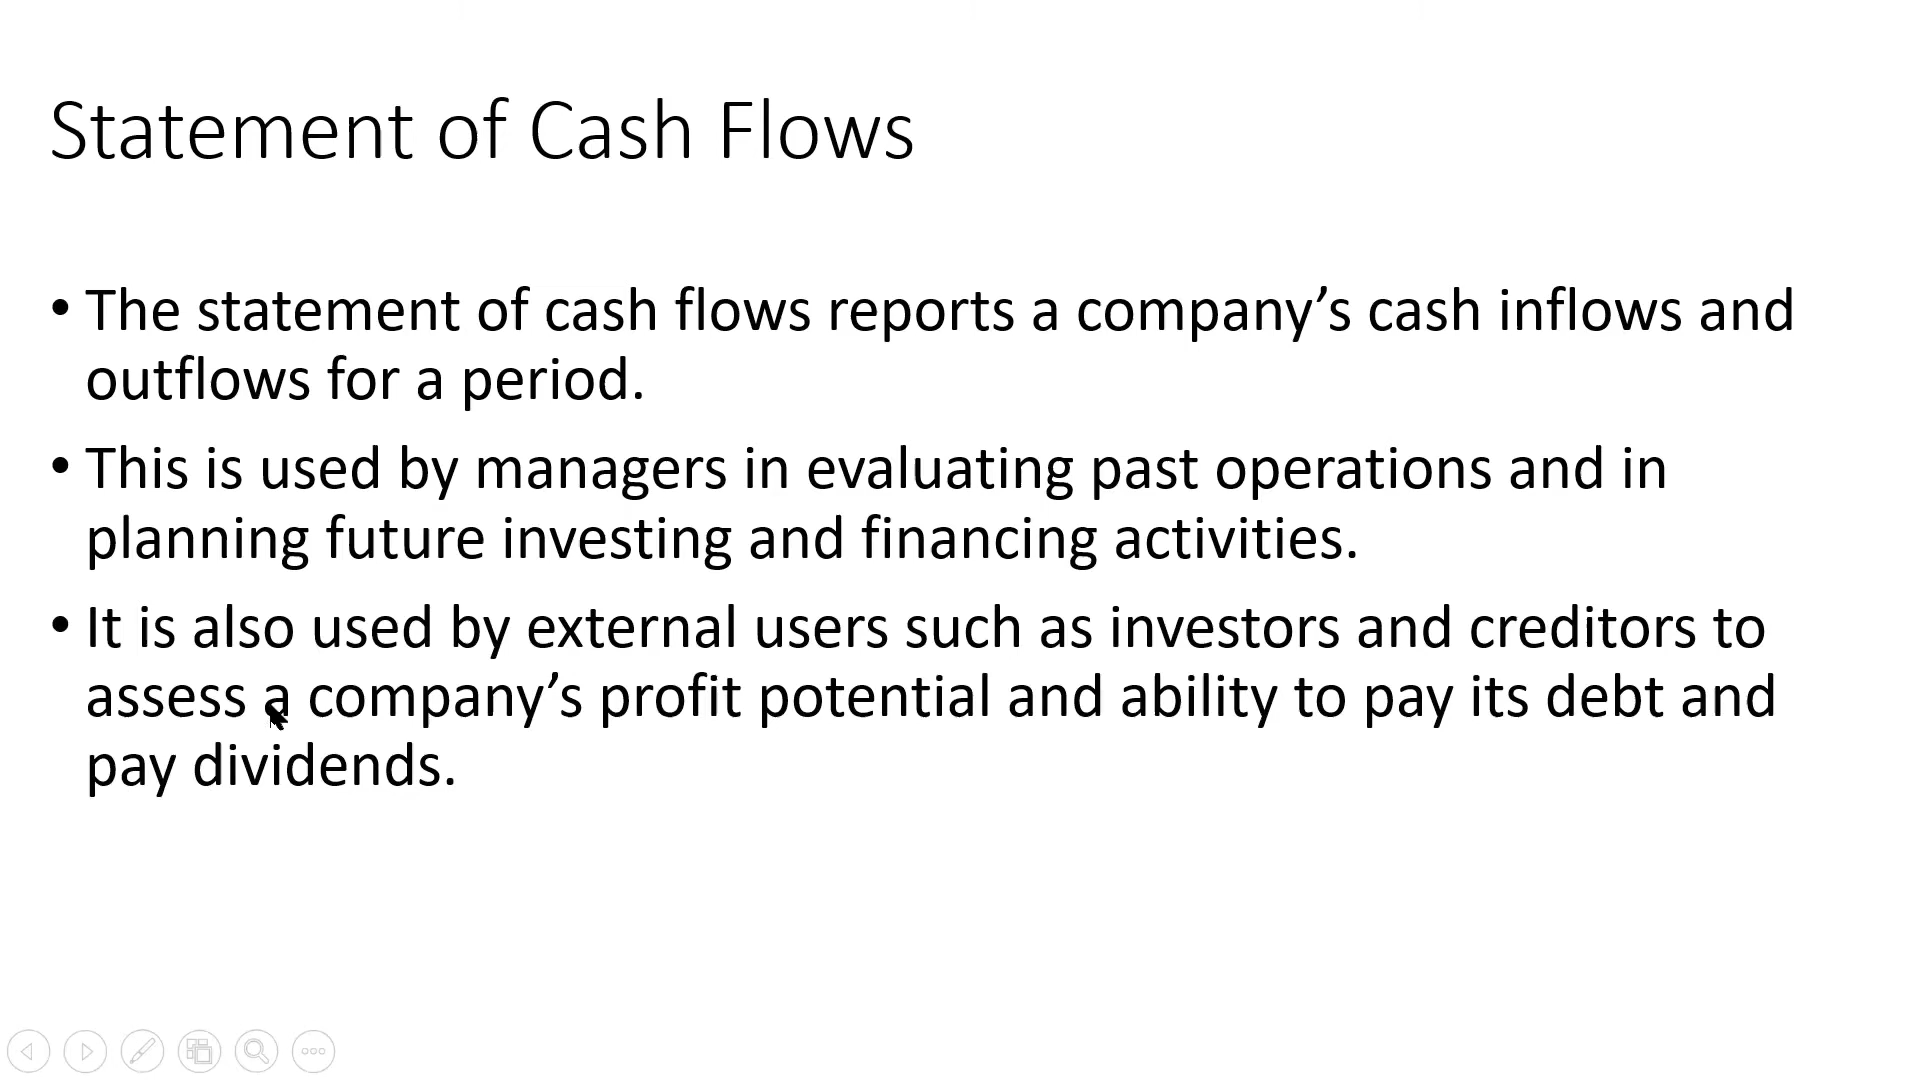 Statement of Cash Flows
• The statement of cash flows reports a company’s cash inflows and
outflows for a period.
• This is used by managers in evaluating past operations and in
planning future investing and financing activities.
• It is also used by external users such as investors and creditors to
assess a company’s profit potential and ability to pay its debt and
pay dividends.